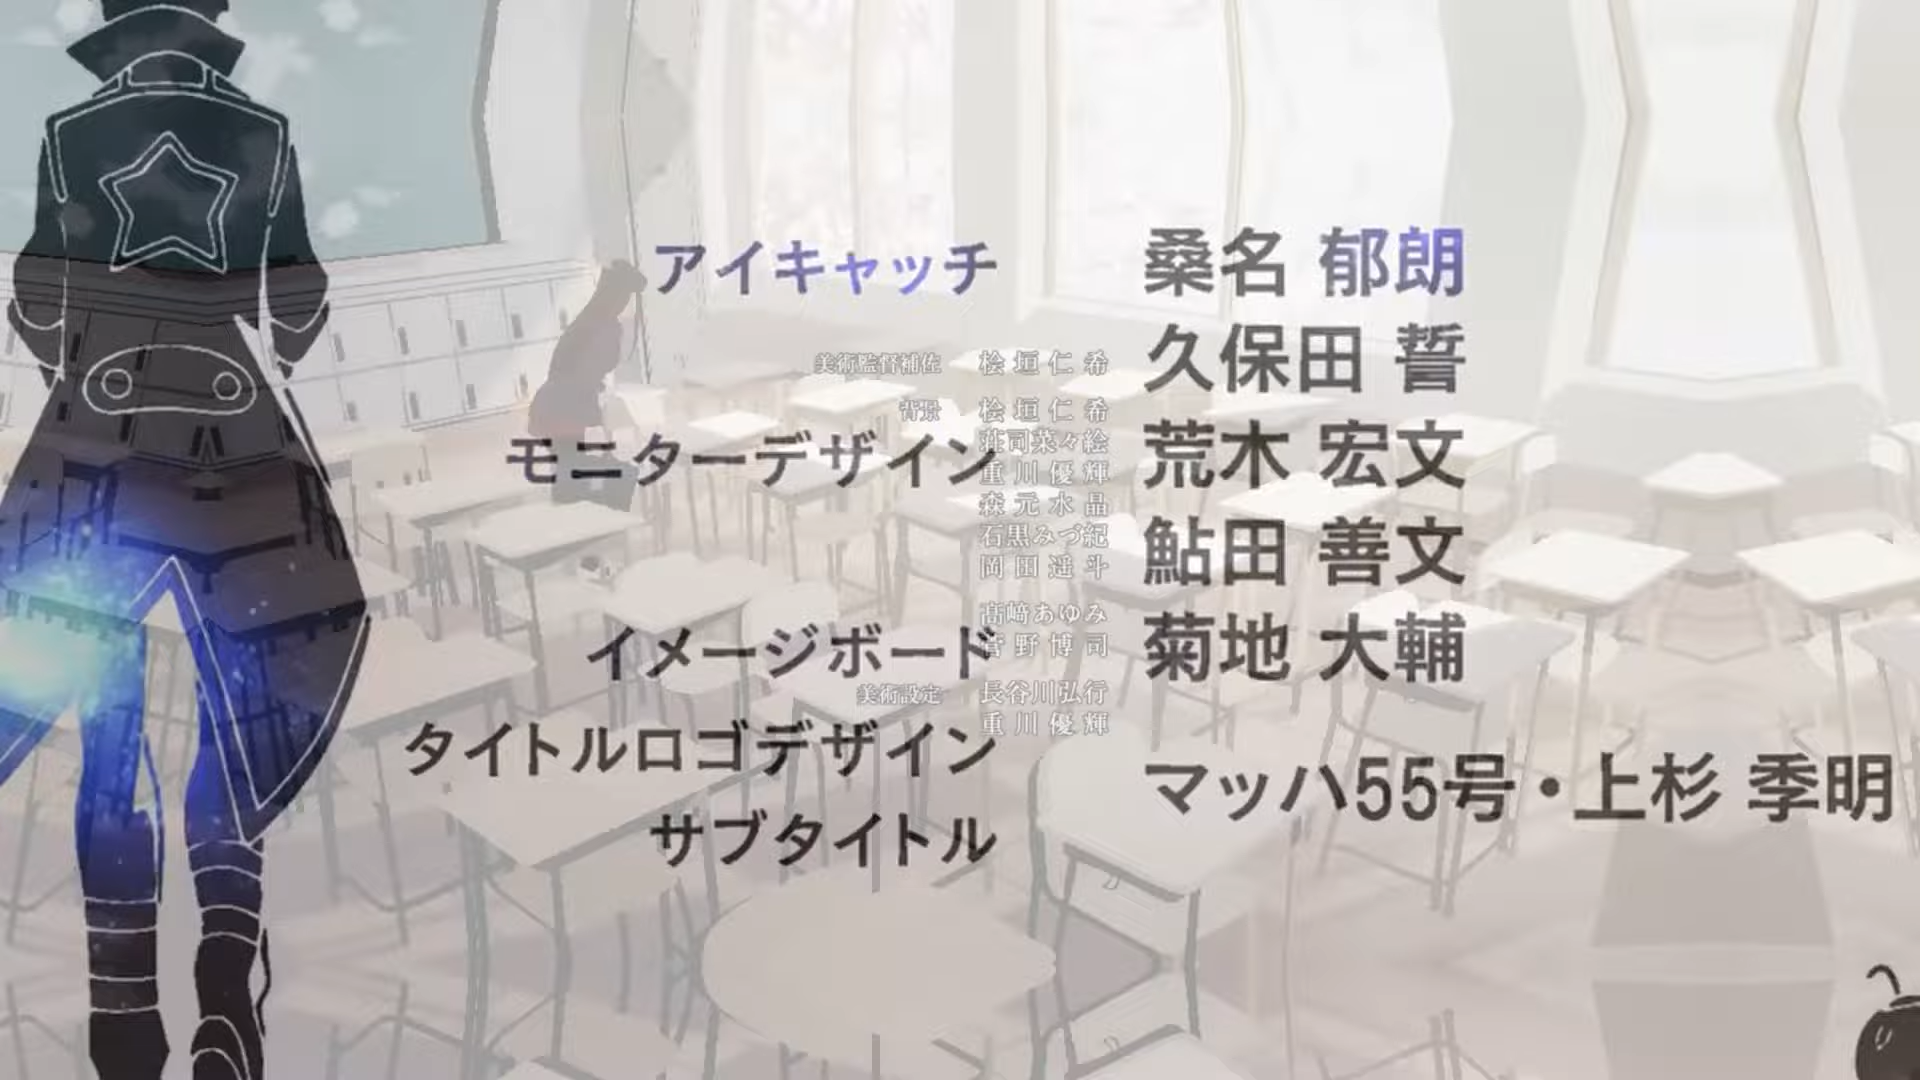 アイキャッチ 桑名 郁朗
久保田 誓
美術監督補佐 桧垣仁希
背景 桧垣仁希
モニターデザイン 荒木 宏文
荘司菜々絵
重川優輝
森元水晶
石黒みづ紀
鮎田 善文
岡田遥斗
髙﨑あゆみ
イメージボード 菊地 大輔
菅野博司
美術設定 長谷川弘行
重川優輝
タイトルロゴデザイン マッハ55号・上杉 季明
サブタイトル